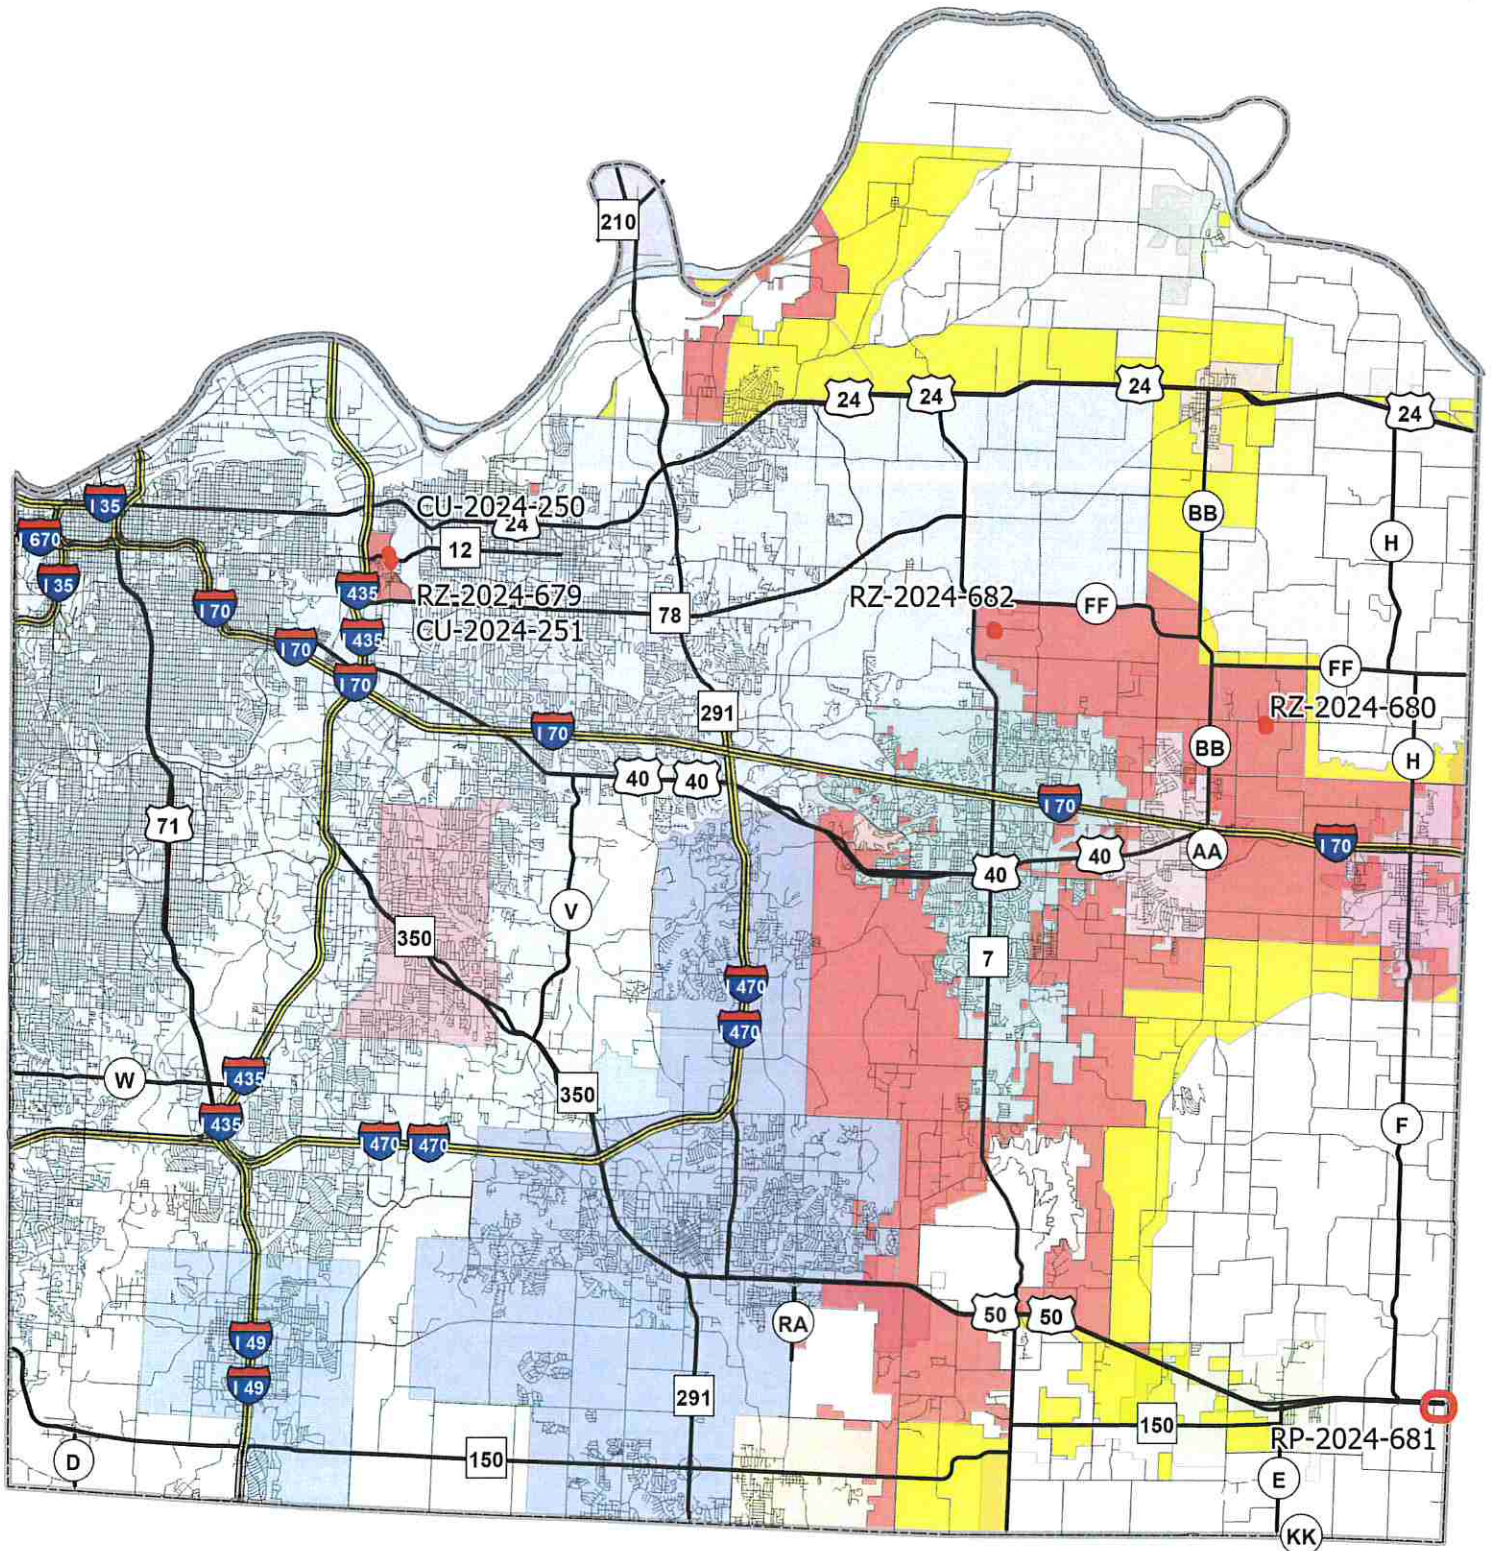 210
24
24
24
24
I 35
CU-2024-250
24
BB
670
12
H
I 35
435
RZ-2024-679
RZ-2024-682
FF
I 70
78
CU-2024-251
I 435
I 70
FF
I 70
RZ-2024-680
291
I 70
BB
H
40
40
I 70
71
I 70
AA
40
40
V
350
7
I 470
I 470
W
435
350
435
I 470
I 470
F
50
50
RA
I 49
I 49
291
150
RP-2024-681
D
150
E
KK